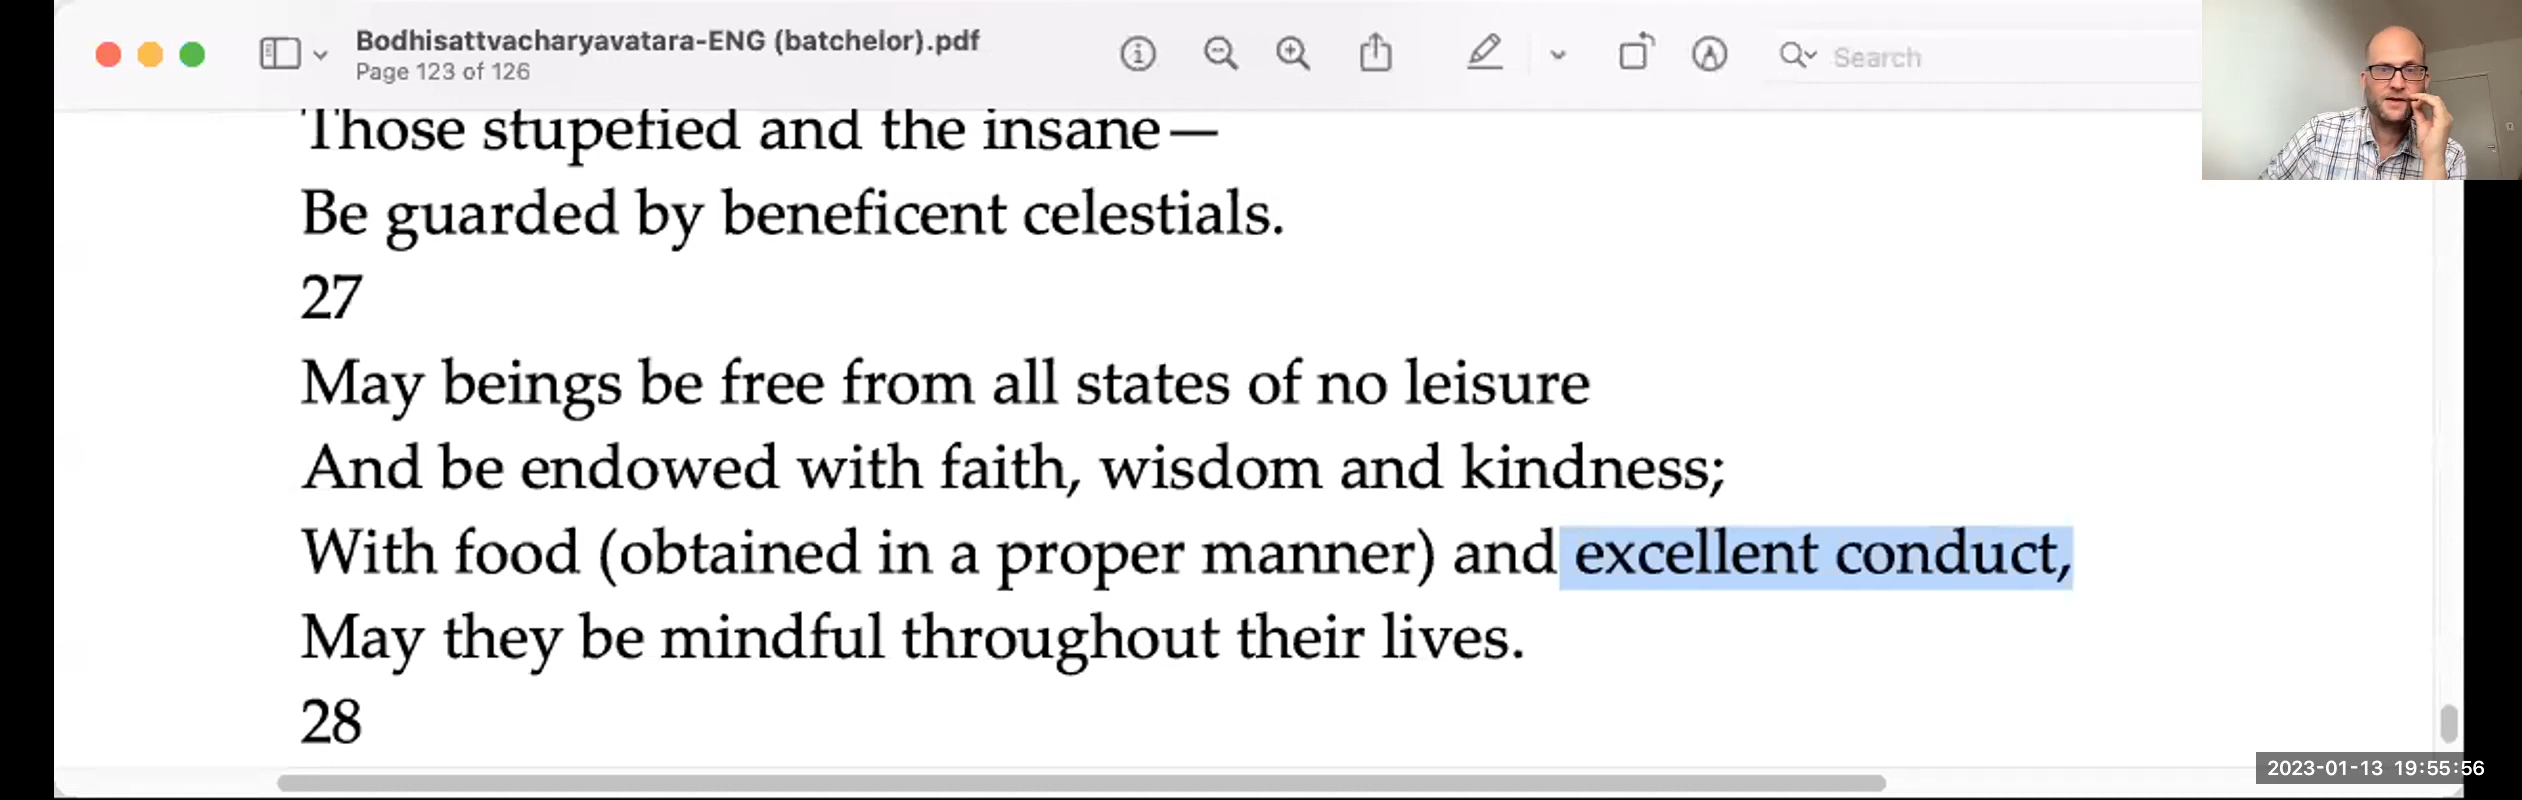 Bodhisattvacharyavatara-ENG (batchelor).pdf
Page 123 of 126
Search
Those stupefied and the insane—
Be guarded by beneficent celestials.
27
May beings be free from all states of no leisure
And be endowed with faith, wisdom and kindness;
With food (obtained in a proper manner) and excellent conduct,
May they be mindful throughout their lives.
28
2023-01-13 19:55:56